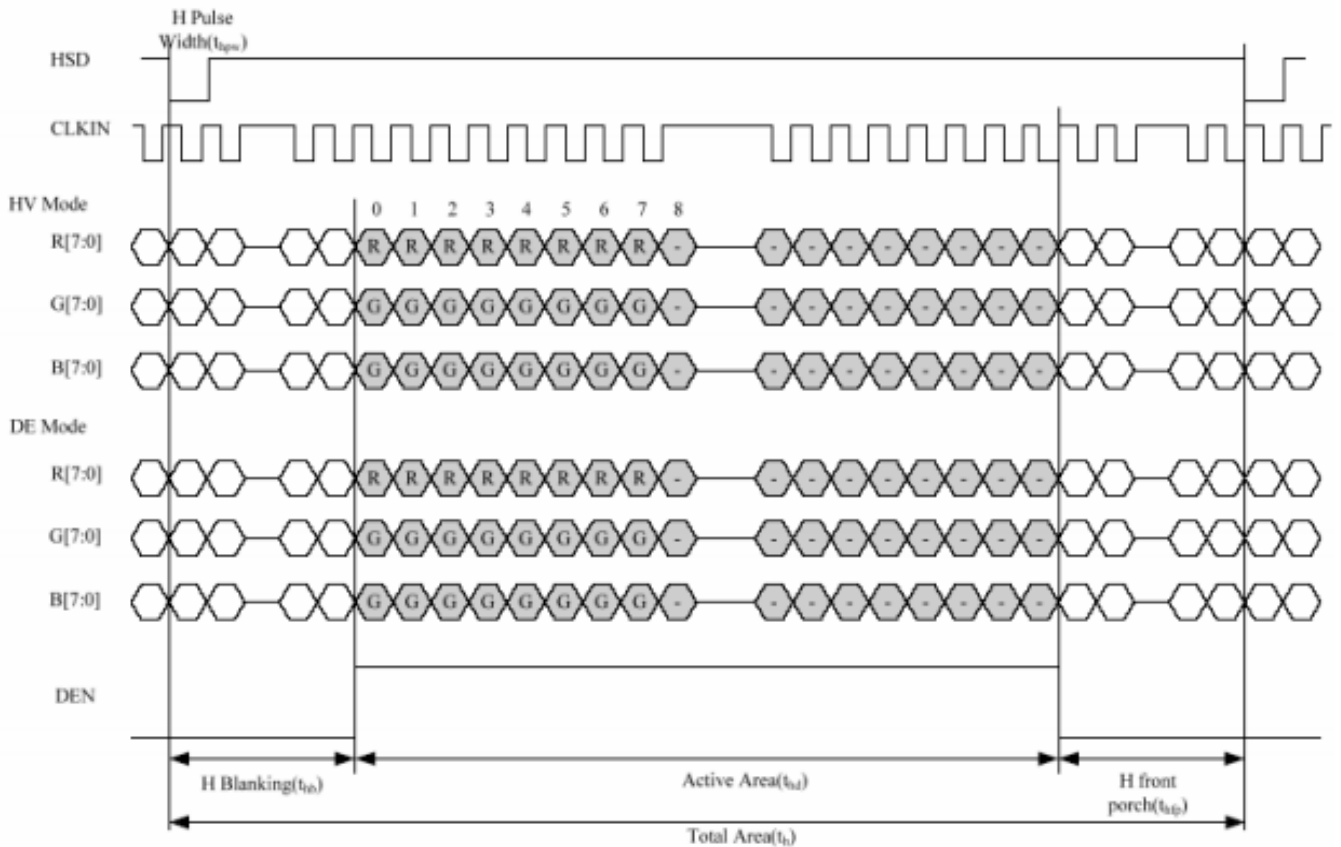 H Pulse
Width(thpw)
HSD
CLKIN
HV Mode
0 1 2 3 4 5 6 7 8
R[7:0] R R R R R R R R - - - - - - - - -
G[7:0] G G G G G G G G - - - - - - - - -
B[7:0] G G G G G G G G - - - - - - - - -
DE Mode
R[7:0] R R R R R R R R - - - - - - - - -
G[7:0] G G G G G G G G - - - - - - - - -
B[7:0] G G G G G G G G - - - - - - - - -
DEN
H Blanking(thb)
Active Area(thd)
H front
porch(thfp)
Total Area(th)